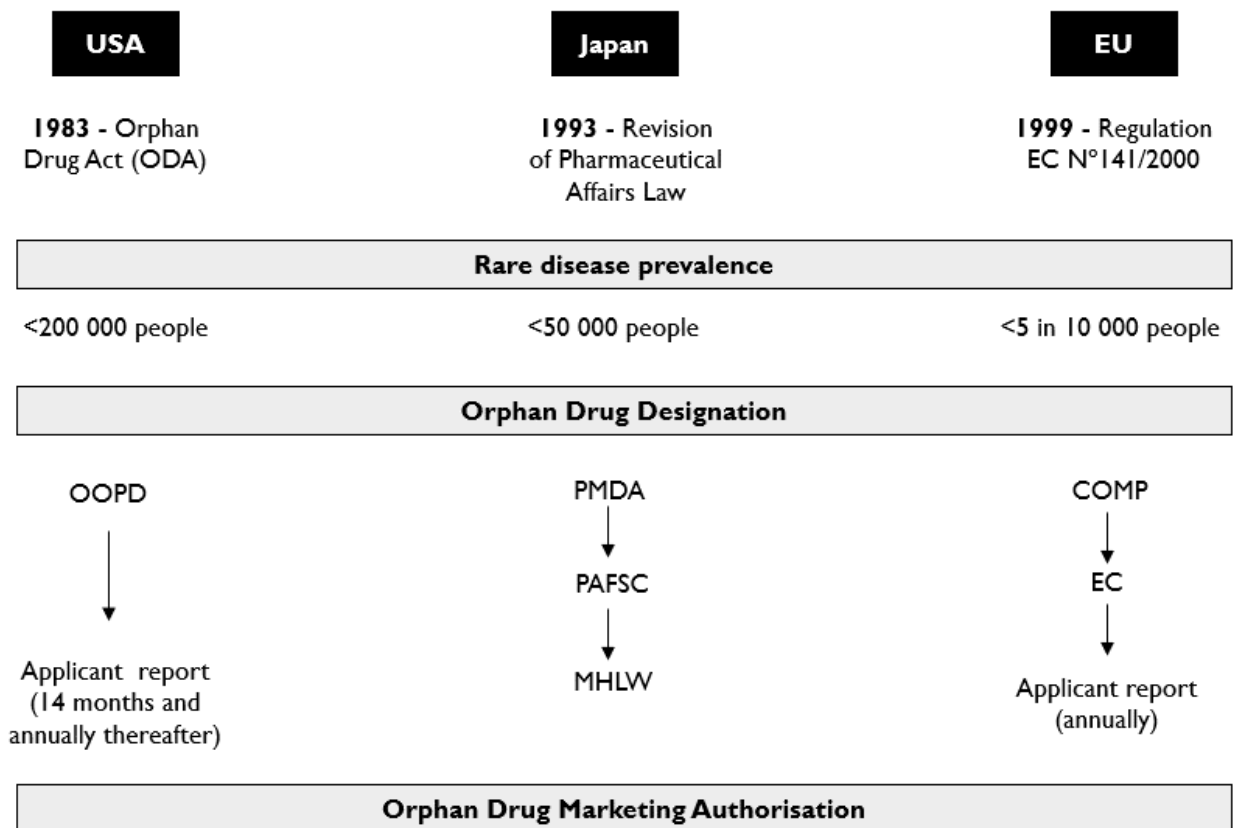 USA
Japan
EU
1983 - Orphan
Drug Act (ODA)
1993 - Revision
of Pharmaceutical
Affairs Law
1999 - Regulation
EC Nº141/2000
Rare disease prevalence
<200 000 people
<50 000 people
<5 in 10 000 people
Orphan Drug Designation
OOPD
Applicant report
(14 months and
annually thereafter)
PMDA
PAFSC
MHLW
COMP
EC
Applicant report
(annually)
Orphan Drug Marketing Authorisation